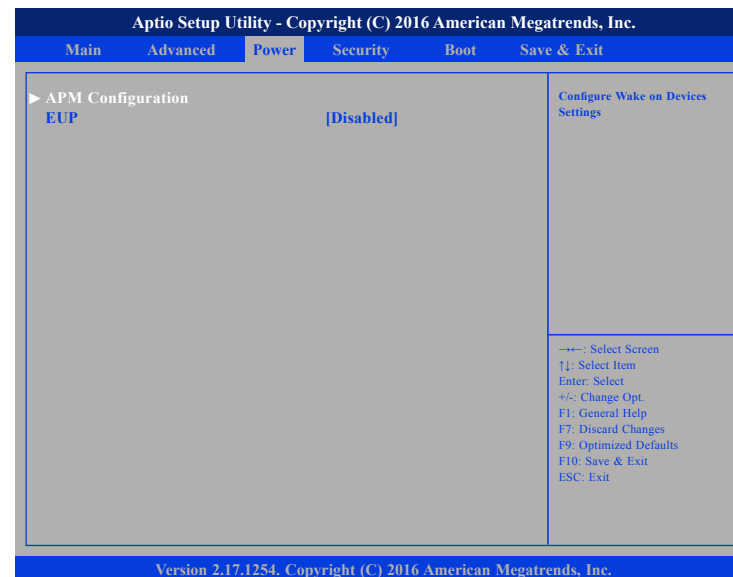 Aptio Setup Utility - Copyright (C) 2016 American Megatrends, Inc.
Main Advanced Power Security Boot Save & Exit
▶ APM Configuration
EUP [Disabled]
Configure Wake on Devices
Settings
→←: Select Screen
↑↓: Select Item
Enter: Select
+/-: Change Opt.
F1: General Help
F7: Discard Changes
F9: Optimized Defaults
F10: Save & Exit
ESC: Exit
Version 2.17.1254. Copyright (C) 2016 American Megatrends, Inc.